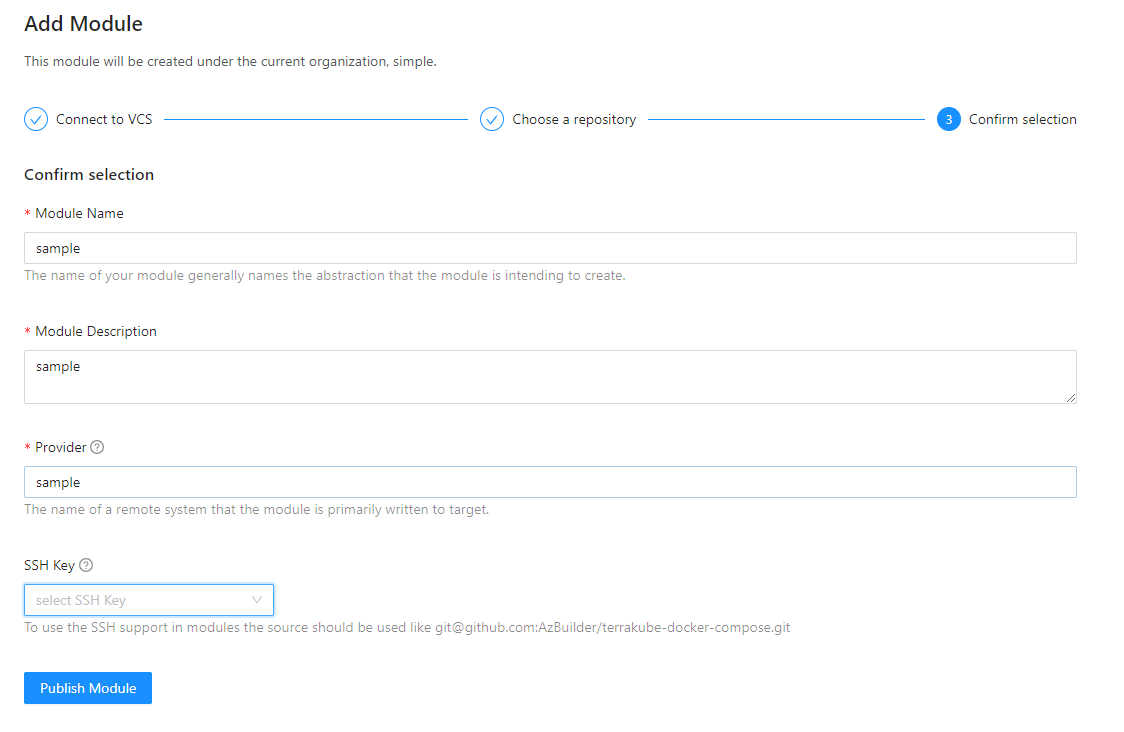 Add Module
This module will be created under the current organization, simple.
Connect to VCS
Choose a repository
3 Confirm selection
Confirm selection
* Module Name
sample
The name of your module generally names the abstraction that the module is intending to create.
* Module Description
sample
* Provider ?
sample
The name of a remote system that the module is primarily written to target.
SSH Key ?
select SSH Key
To use the SSH support in modules the source should be used like git@github.com:AzBuilder/terrakube-docker-compose.git
Publish Module